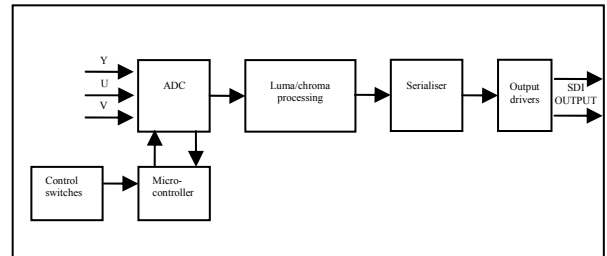 Y
U
V
ADC
Luma/chroma
processing
Serialiser
Output
drivers
SDI
OUTPUT
Control
switches
Micro-
controller